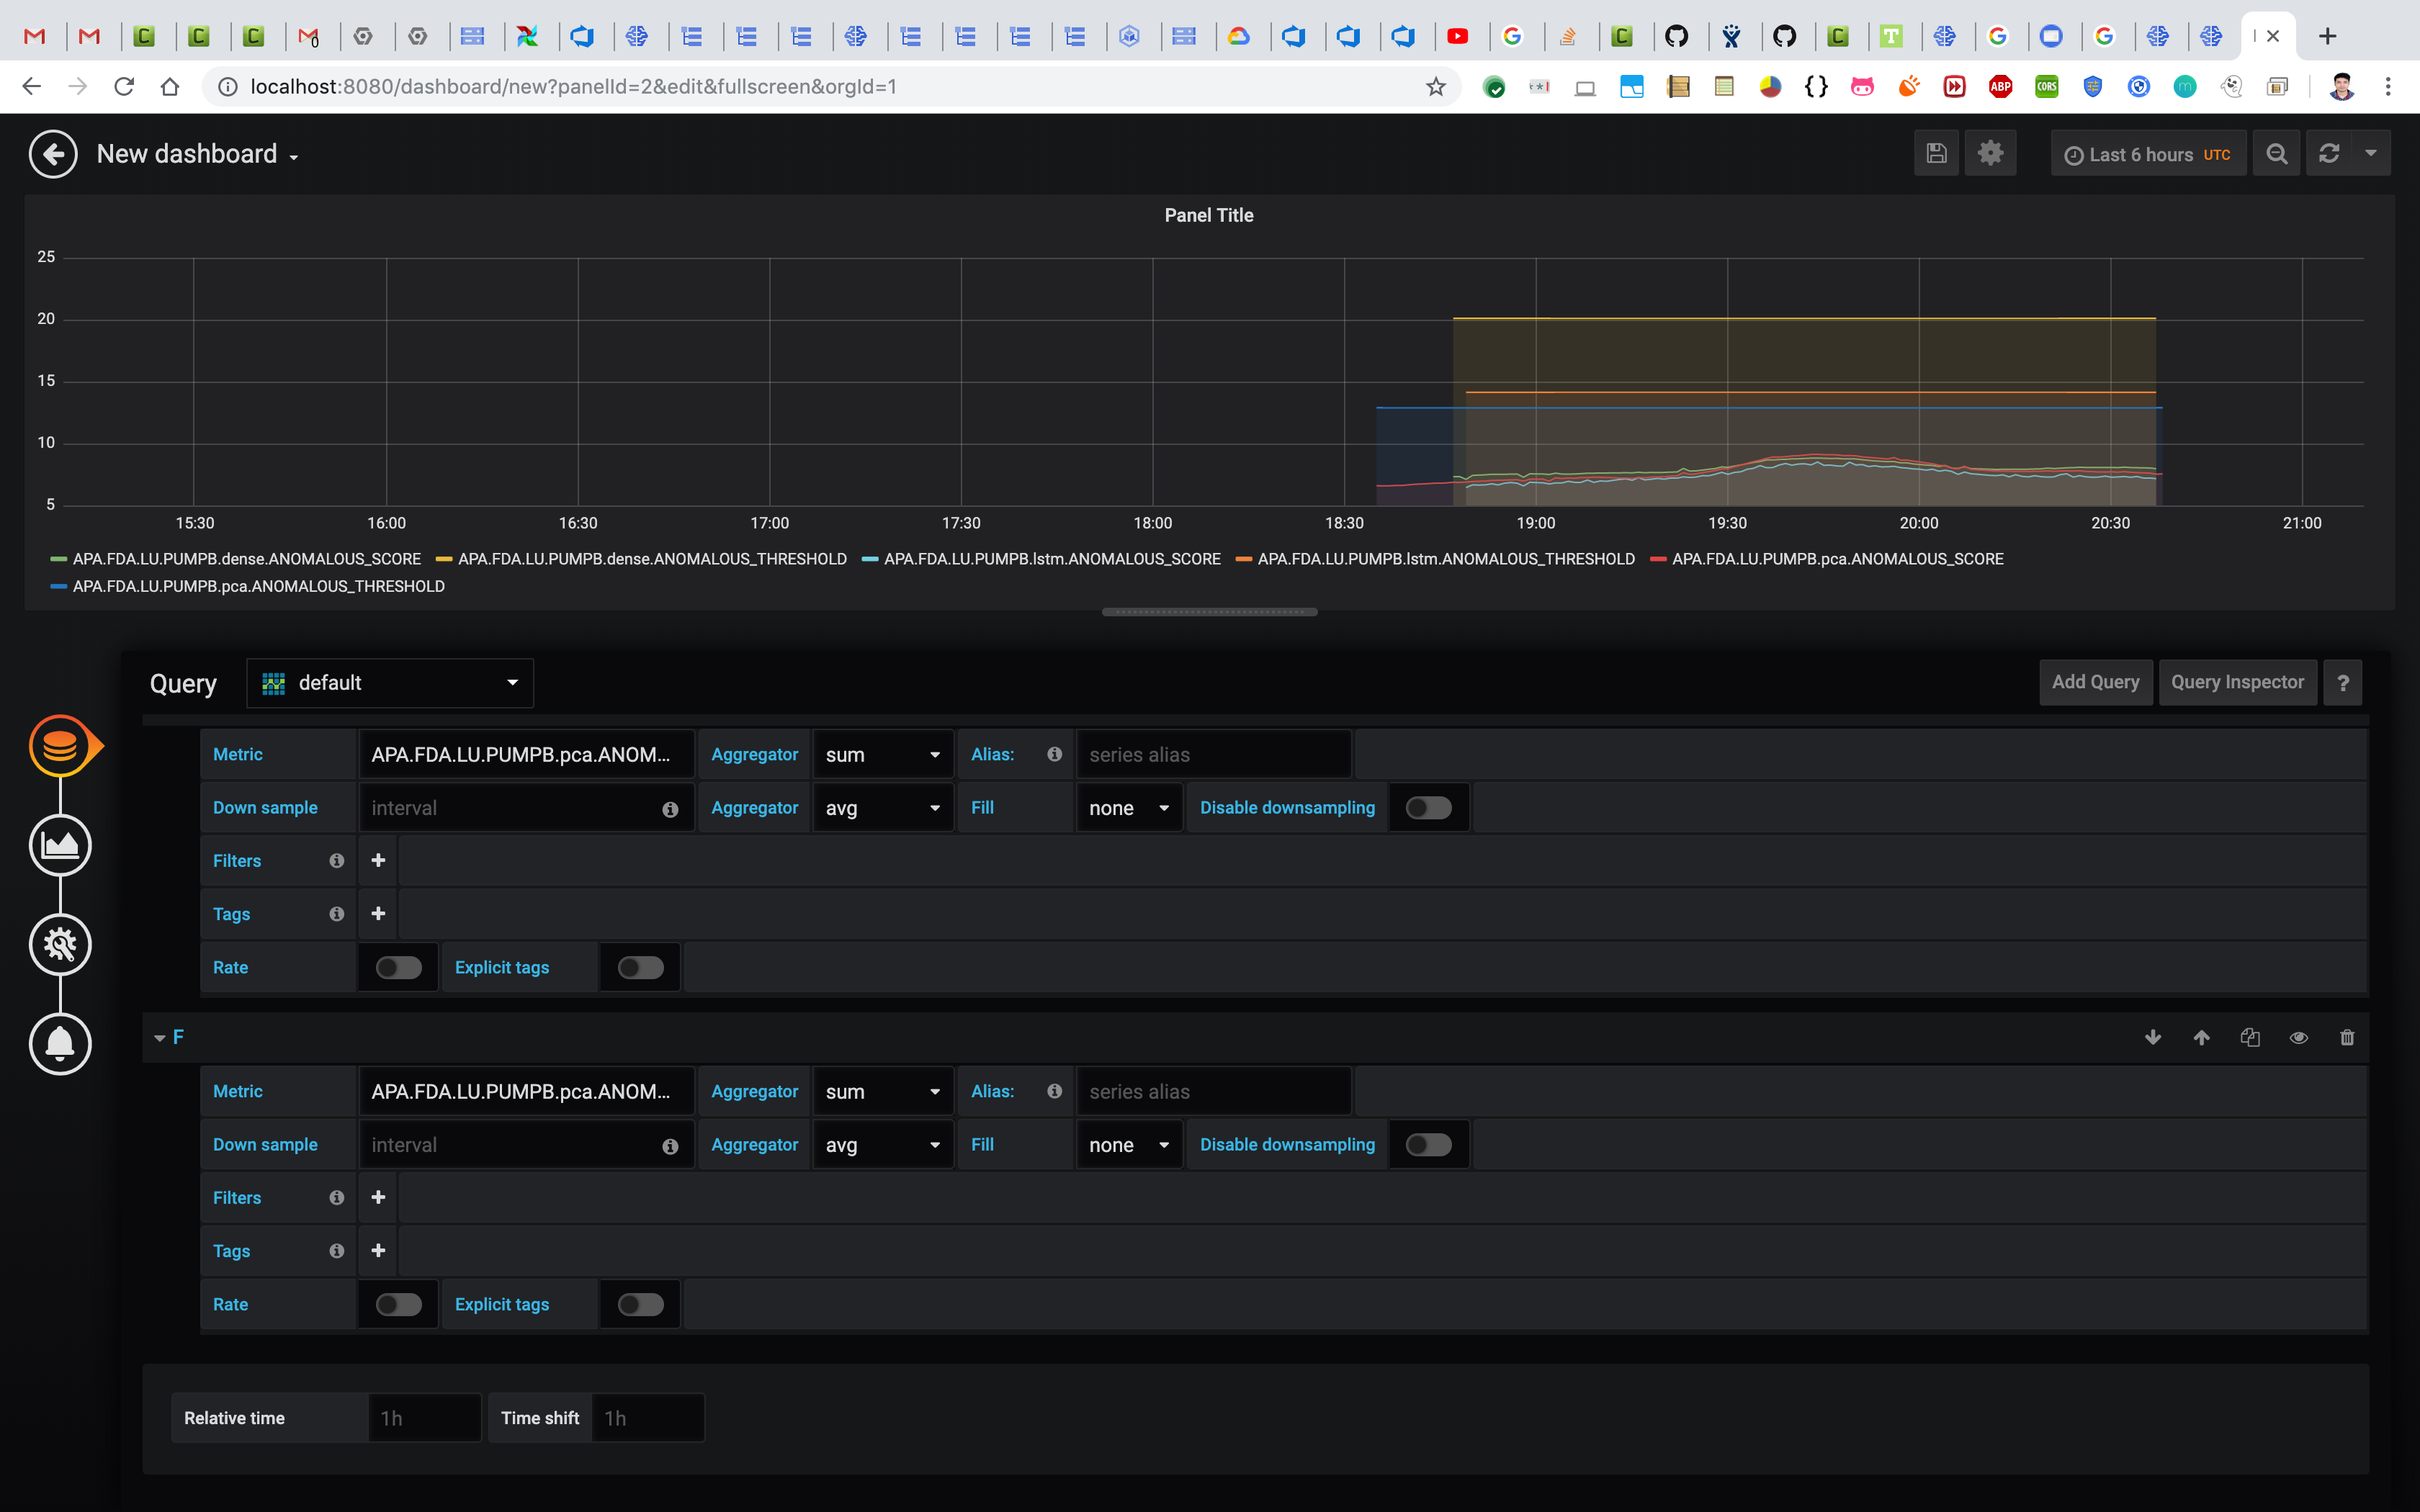 localhost:8080/dashboard/new?panelId=2&edit&fullscreen&orgId=1
ABP
CORS
New dashboard
Last 6 hours UTC
Panel Title
25
20
15
10
5
15:30 16:00 16:30 17:00 17:30 18:00 18:30 19:00 19:30 20:00 20:30 21:00
APA.FDA.LU.PUMPB.dense.ANOMALOUS_SCORE APA.FDA.LU.PUMPB.dense.ANOMALOUS_THRESHOLD APA.FDA.LU.PUMPB.lstm.ANOMALOUS_SCORE APA.FDA.LU.PUMPB.lstm.ANOMALOUS_THRESHOLD APA.FDA.LU.PUMPB.pca.ANOMALOUS_SCORE
APA.FDA.LU.PUMPB.pca.ANOMALOUS_THRESHOLD
Query default Add Query Query Inspector ?
Metric APA.FDA.LU.PUMPB.pca.ANOM... Aggregator sum Alias: series alias
Down sample interval Aggregator avg Fill none Disable downsampling
Filters
Tags
Rate Explicit tags
F
Metric APA.FDA.LU.PUMPB.pca.ANOM... Aggregator sum Alias: series alias
Down sample interval Aggregator avg Fill none Disable downsampling
Filters
Tags
Rate Explicit tags
Relative time 1h Time shift 1h